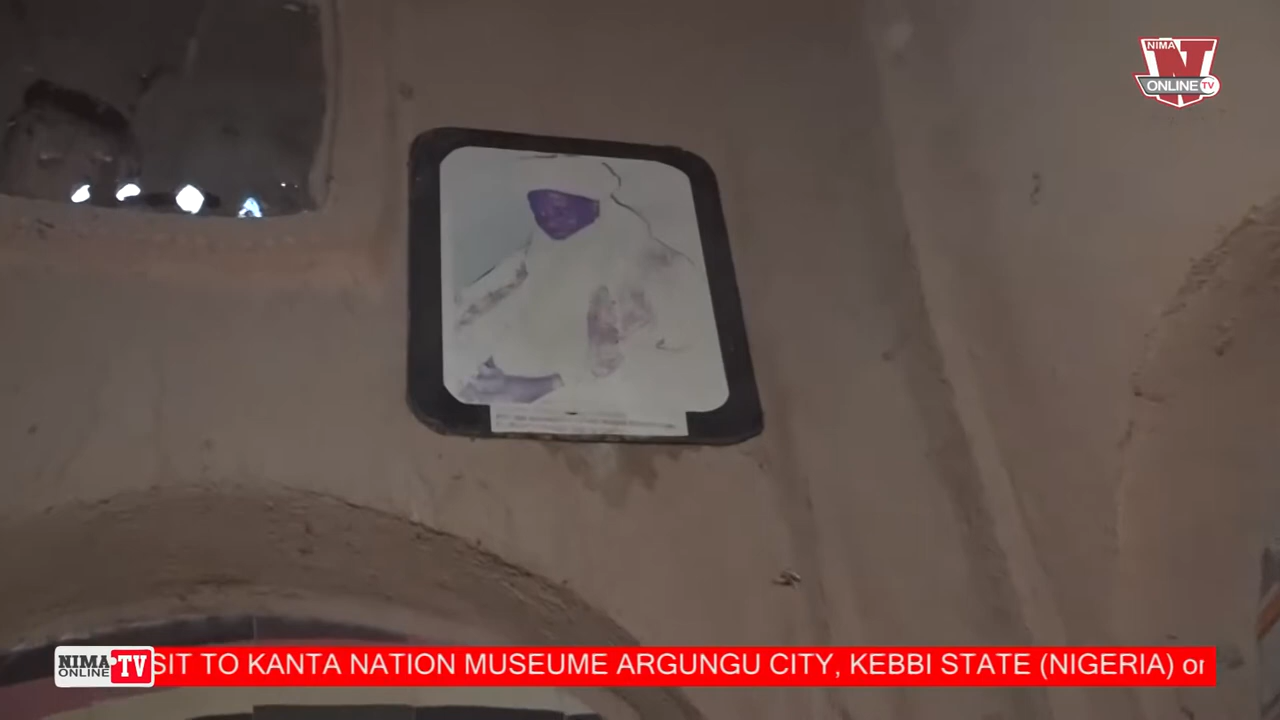 NIMA
N
ONLINE TV
NIMA ONLINE TV
SIT TO KANTA NATION MUSEUME ARGUNGU CITY, KEBBI STATE (NIGERIA) or